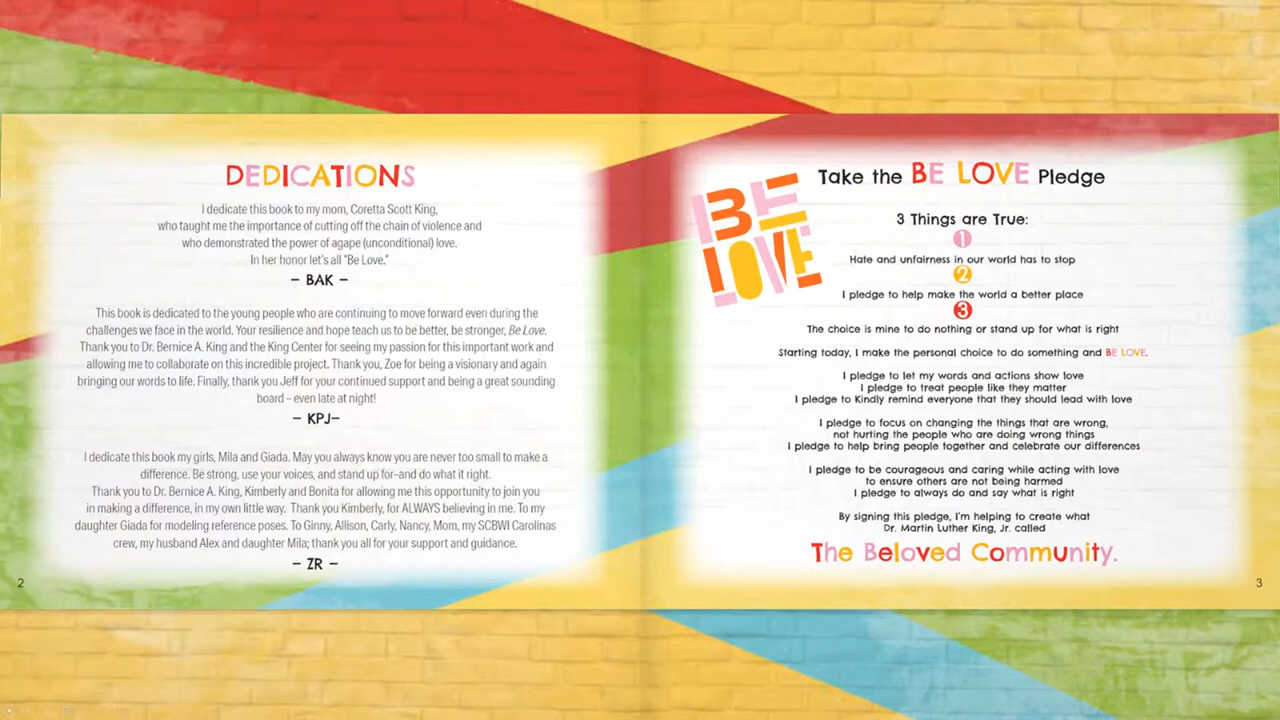 DEDICATIONS
I dedicate this book to my mom, Coretta Scott King,
who taught me the importance of cutting off the chain of violence and
who demonstrated the power of agape (unconditional) love.
In her honor let's all “Be Love.”
– BAK –
This book is dedicated to the young people who are continuing to move forward even during the
challenges we face in the world. Your resilience and hope teach us to be better, be stronger, Be Love.
Thank you to Dr. Bernice A. King and the King Center for seeing my passion for this important work and
allowing me to collaborate on this incredible project. Thank you, Zoe for being a visionary and again
bringing our words to life. Finally, thank you Jeff for your continued support and being a great sounding
board – even late at night!
– KPJ–
I dedicate this book my girls, Mila and Giada. May you always know you are never too small to make a
difference. Be strong, use your voices, and stand up for–and do what it right.
Thank you to Dr. Bernice A. King, Kimberly and Bonita for allowing me this opportunity to join you
in making a difference, in my own little way. Thank you Kimberly, for ALWAYS believing in me. To my
daughter Giada for modeling reference poses. To Ginny, Allison, Carly, Nancy, Mom, my SCBWI Carolinas
crew, my husband Alex and daughter Mila; thank you all for your support and guidance.
– ZR –
2
BE
LOVE
Take the BE LOVE Pledge
3 Things are True:
1
Hate and unfairness in our world has to stop
2
I pledge to help make the world a better place
3
The choice is mine to do nothing or stand up for what is right
Starting today, I make the personal choice to do something and BE LOVE.
I pledge to let my words and actions show love
I pledge to treat people like they matter
I pledge to Kindly remind everyone that they should lead with love
I pledge to focus on changing the things that are wrong,
not hurting the people who are doing wrong things
I pledge to help bring people together and celebrate our differences
I pledge to be courageous and caring while acting with love
to ensure others are not being harmed
I pledge to always do and say what is right
By signing this pledge, I'm helping to create what
Dr. Martin Luther King, Jr. called
The Beloved Community.
3